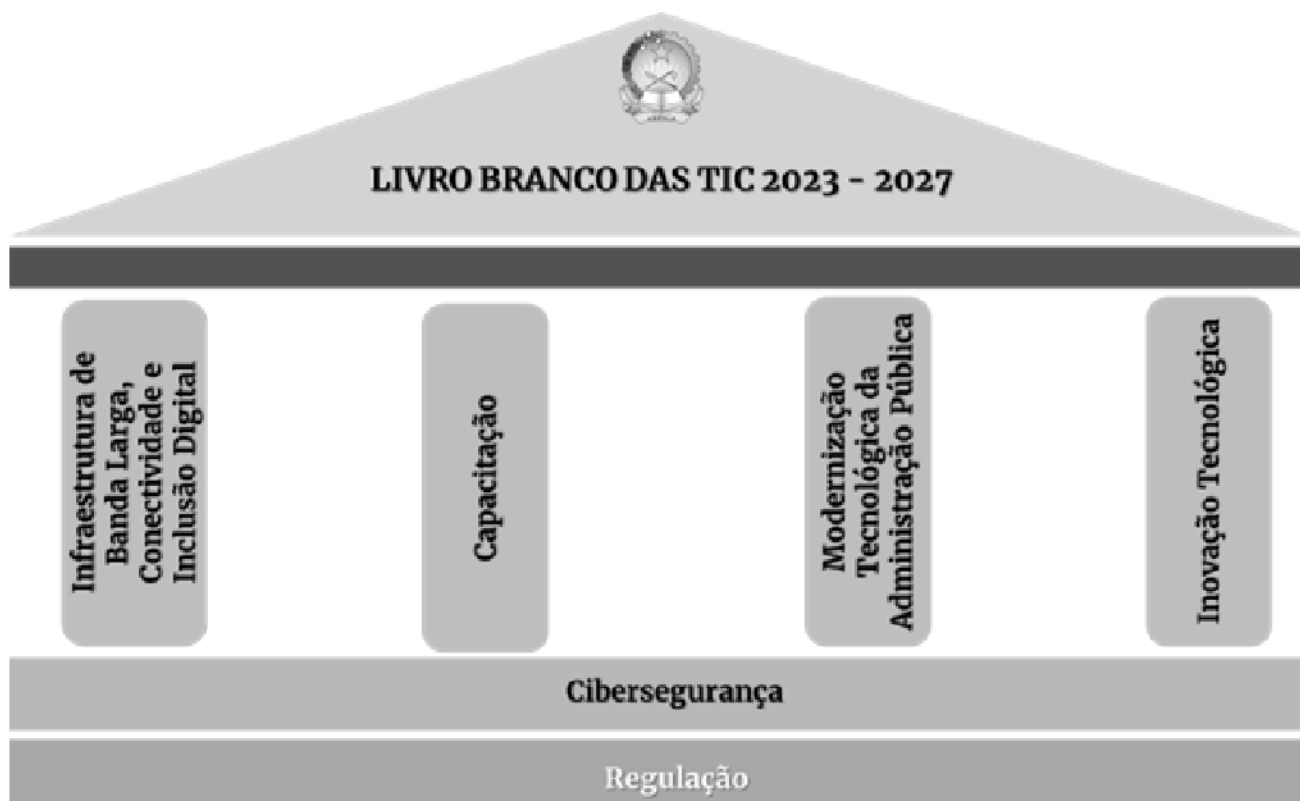 LIVRO BRANCO DAS TIC 2023 - 2027
Infraestrutura de
Banda Larga,
Conectividade e
Inclusão Digital
Capacitação
Modernização
Tecnológica da
Administração Pública
Inovação Tecnológica
Cibersegurança
Regulação